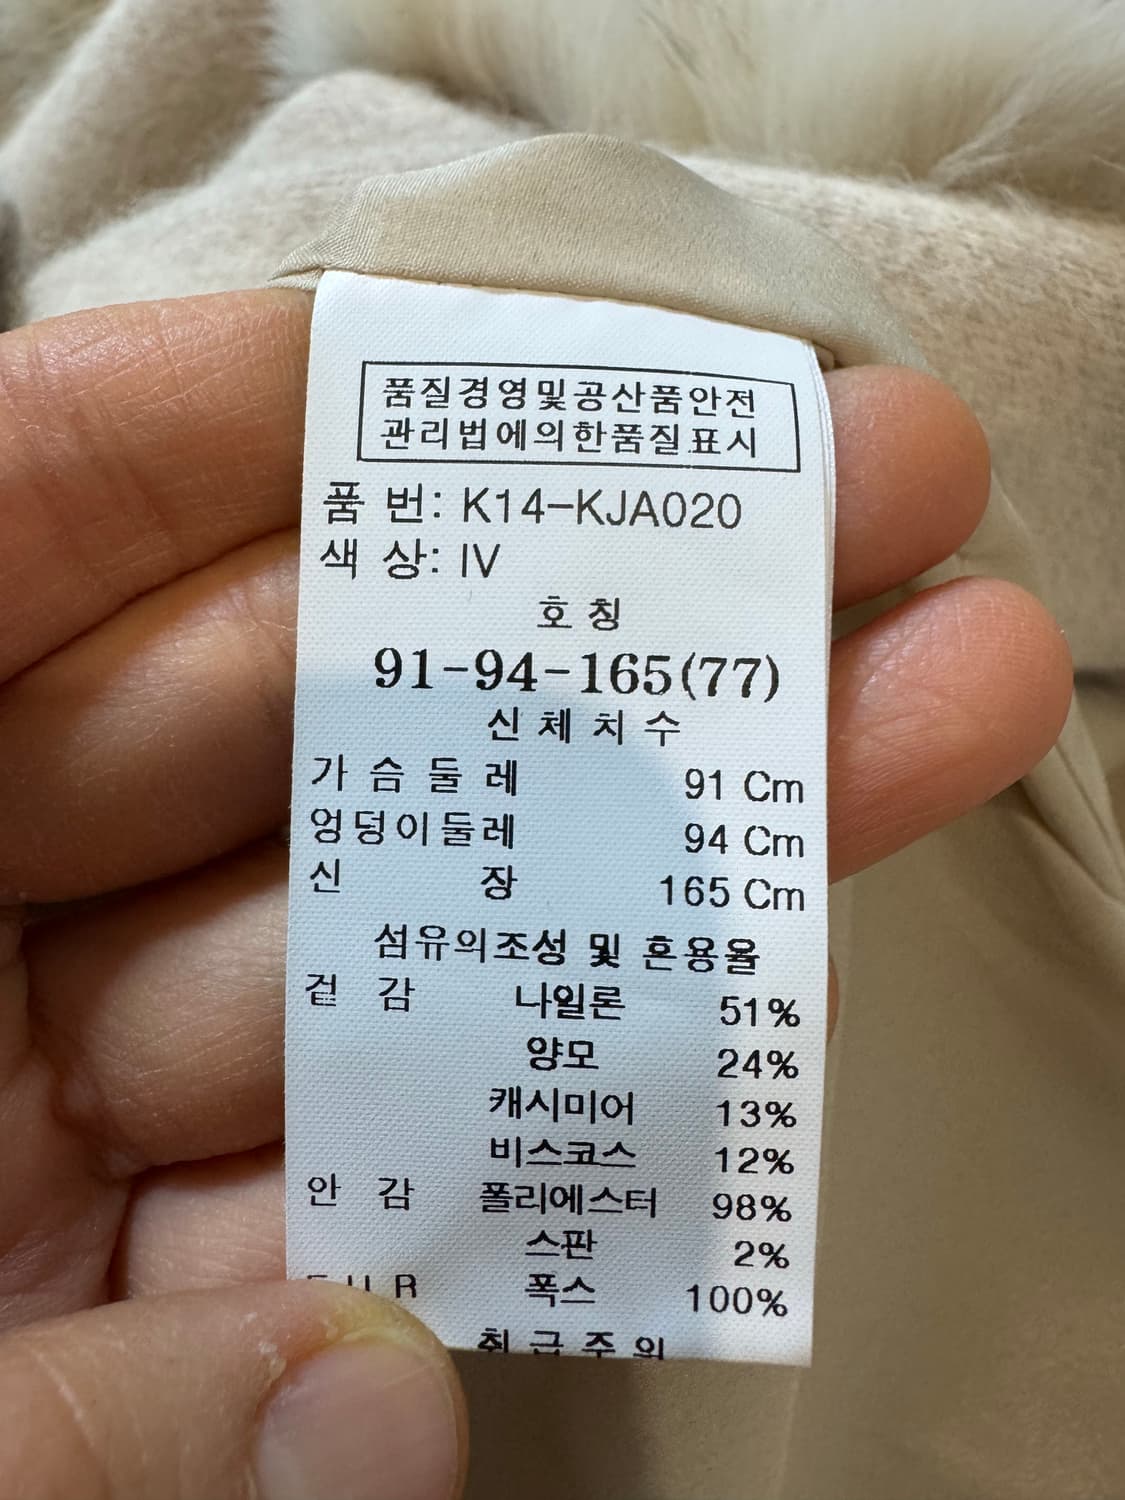 품질경영및공산품안전
관리법에의한품질표시
품 번: K14-KJA020
색 상: IV
호 칭
91-94-165(77)
신 체 치 수
가 슴 둘 레 91 Cm
엉덩이둘레 94 Cm
신 장 165 Cm
섬유의조성 및 혼용율
겉 감 나일론 51%
양모 24%
캐시미어 13%
비스코스 12%
안 감 폴리에스터 98%
스판 2%
F U R 폭스 100%
취 급 주 의